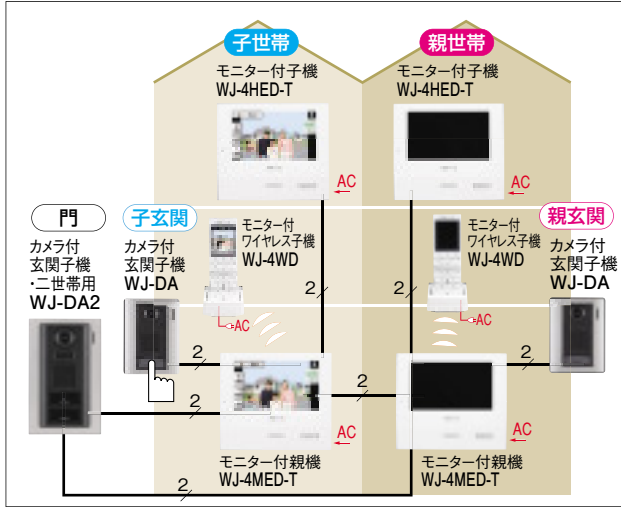 子世帯
親世帯
モニター付子機
WJ-4HED-T
モニター付子機
WJ-4HED-T
AC
AC
門
子玄関
親玄関
カメラ付
玄関子機
・二世帯用
WJ-DA2
カメラ付
玄関子機
WJ-DA
モニター付
ワイヤレス子機
WJ-4WD
モニター付
ワイヤレス子機
WJ-4WD
カメラ付
玄関子機
WJ-DA
2
2
AC
AC
2
2
2
2
AC
AC
モニター付親機
WJ-4MED-T
モニター付親機
WJ-4MED-T
2